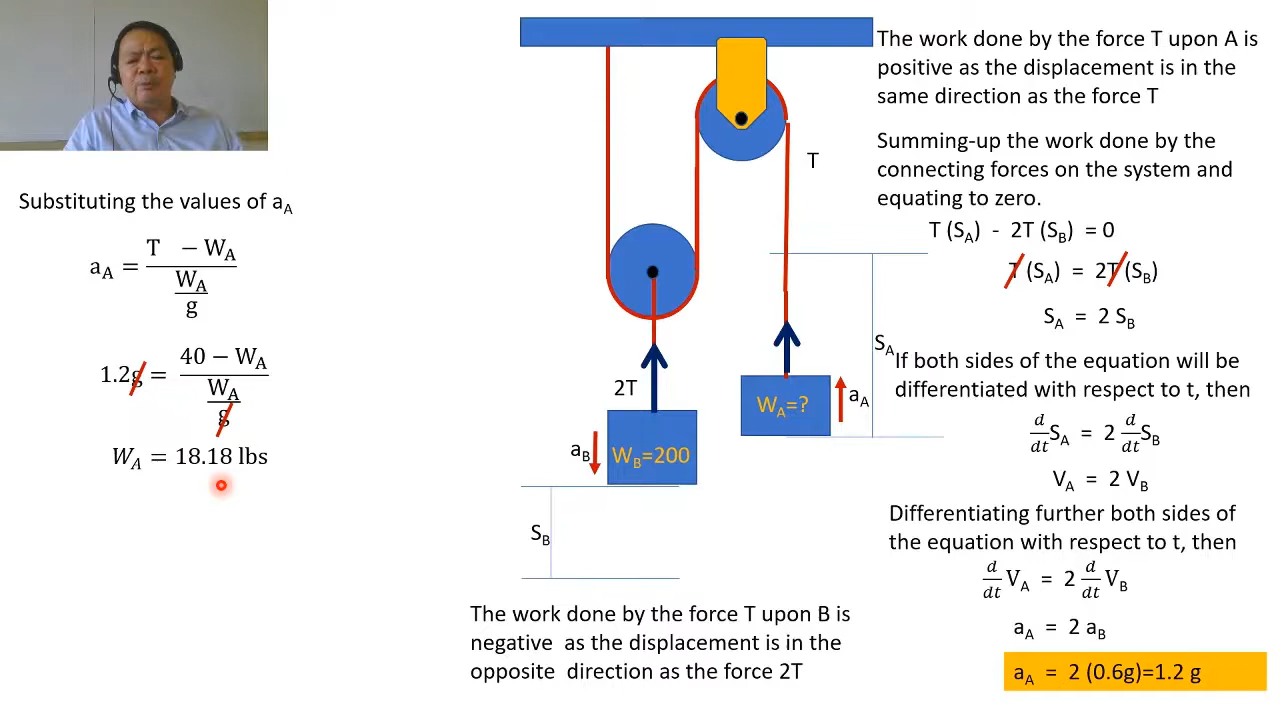 Substituting the values of aA
aA = T − WA / WA / g
1.2g = 40 − WA / WA / g
WA = 18.18 lbs
T
2T
aB
WB=200
SB
WA=?
aA
SA
The work done by the force T upon B is
negative as the displacement is in the
opposite direction as the force 2T
The work done by the force T upon A is
positive as the displacement is in the
same direction as the force T
Summing-up the work done by the
connecting forces on the system and
equating to zero.
T (SA) - 2T (SB) = 0
T (SA) = 2T (SB)
SA = 2 SB
If both sides of the equation will be
differentiated with respect to t, then
d/dt SA = 2 d/dt SB
VA = 2 VB
Differentiating further both sides of
the equation with respect to t, then
d/dt VA = 2 d/dt VB
aA = 2 aB
aA = 2 (0.6g)=1.2 g